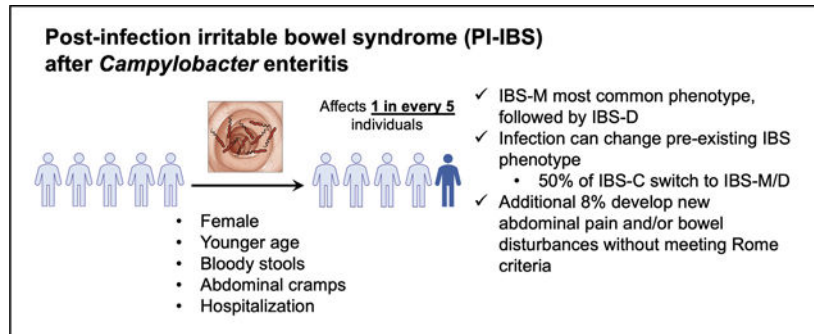 Post-infection irritable bowel syndrome (PI-IBS)
after Campylobacter enteritis
Affects 1 in every 5
individuals
• Female
• Younger age
• Bloody stools
• Abdominal cramps
• Hospitalization
✓ IBS-M most common phenotype,
followed by IBS-D
✓ Infection can change pre-existing IBS
phenotype
• 50% of IBS-C switch to IBS-M/D
✓ Additional 8% develop new
abdominal pain and/or bowel
disturbances without meeting Rome
criteria